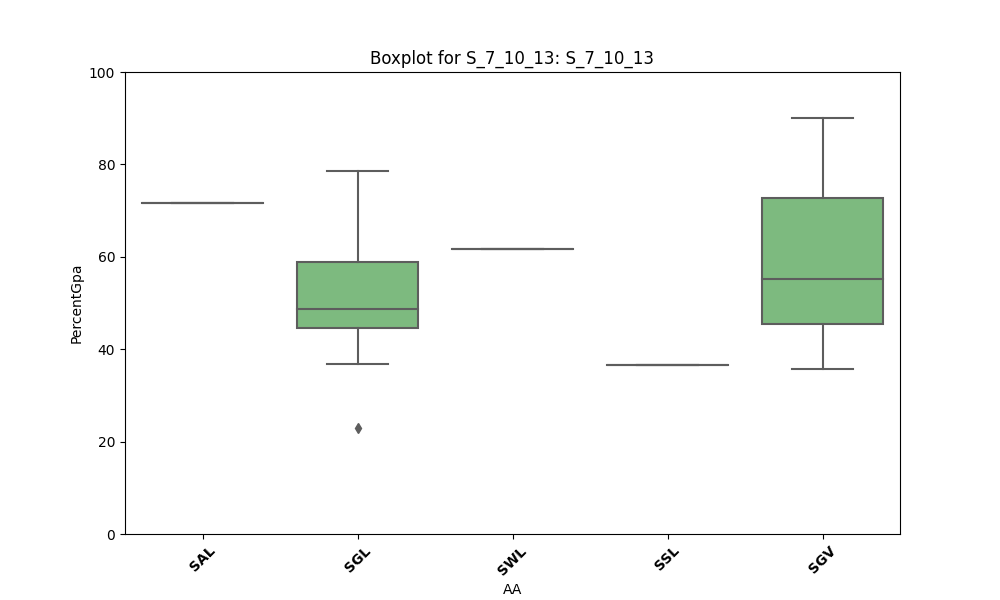 Boxplot for S_7_10_13: S_7_10_13
100
80
60
40
20
0
PercentGpa
SAL
SGL
SWL
SSL
SGV
AA